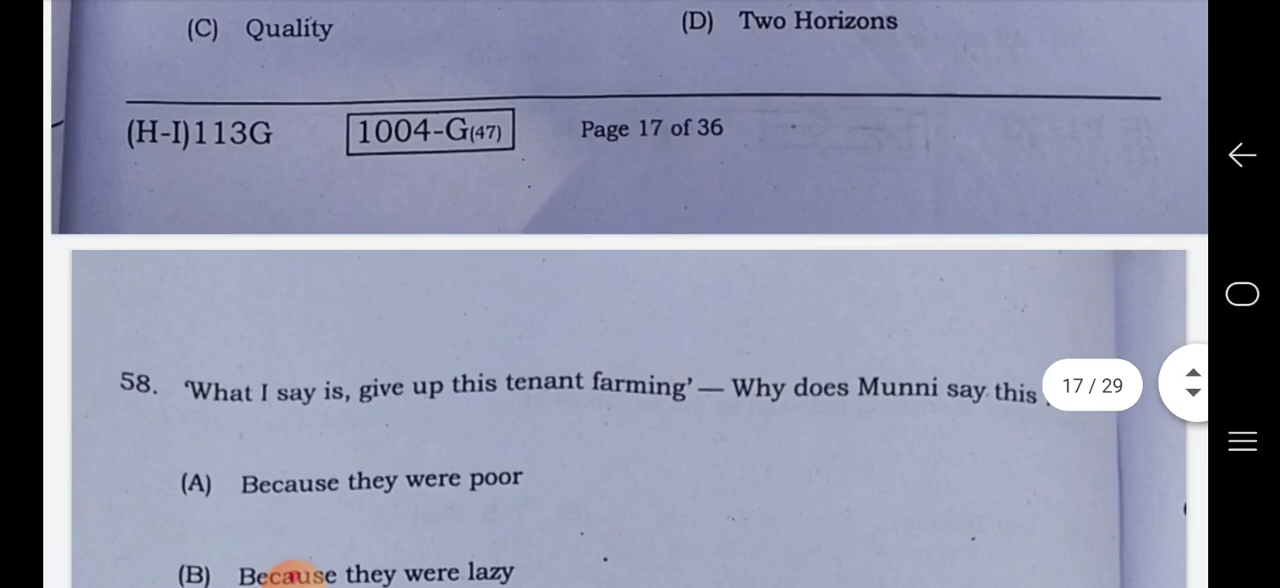 (C) Quality (D) Two Horizons
(H-I)113G 1004-G(47) Page 17 of 36
58. 'What I say is, give up this tenant farming' — Why does Munni say this
17 / 29
(A) Because they were poor
(B) Because they were lazy